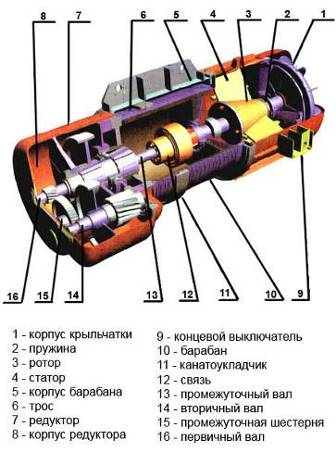 8 7 6 5 4 3 2 1
16 15 14 13 12 11 10 9
1 - корпус крыльчатки
2 - пружина
3 - ротор
4 - статор
5 - корпус барабана
6 - трос
7 - редуктор
8 - корпус редуктора
9 - концевой выключатель
10 - барабан
11 - канатоукладчик
12 - связь
13 - промежуточный вал
14 - вторичный вал
15 - промежуточная шестерня
16 - первичный вал